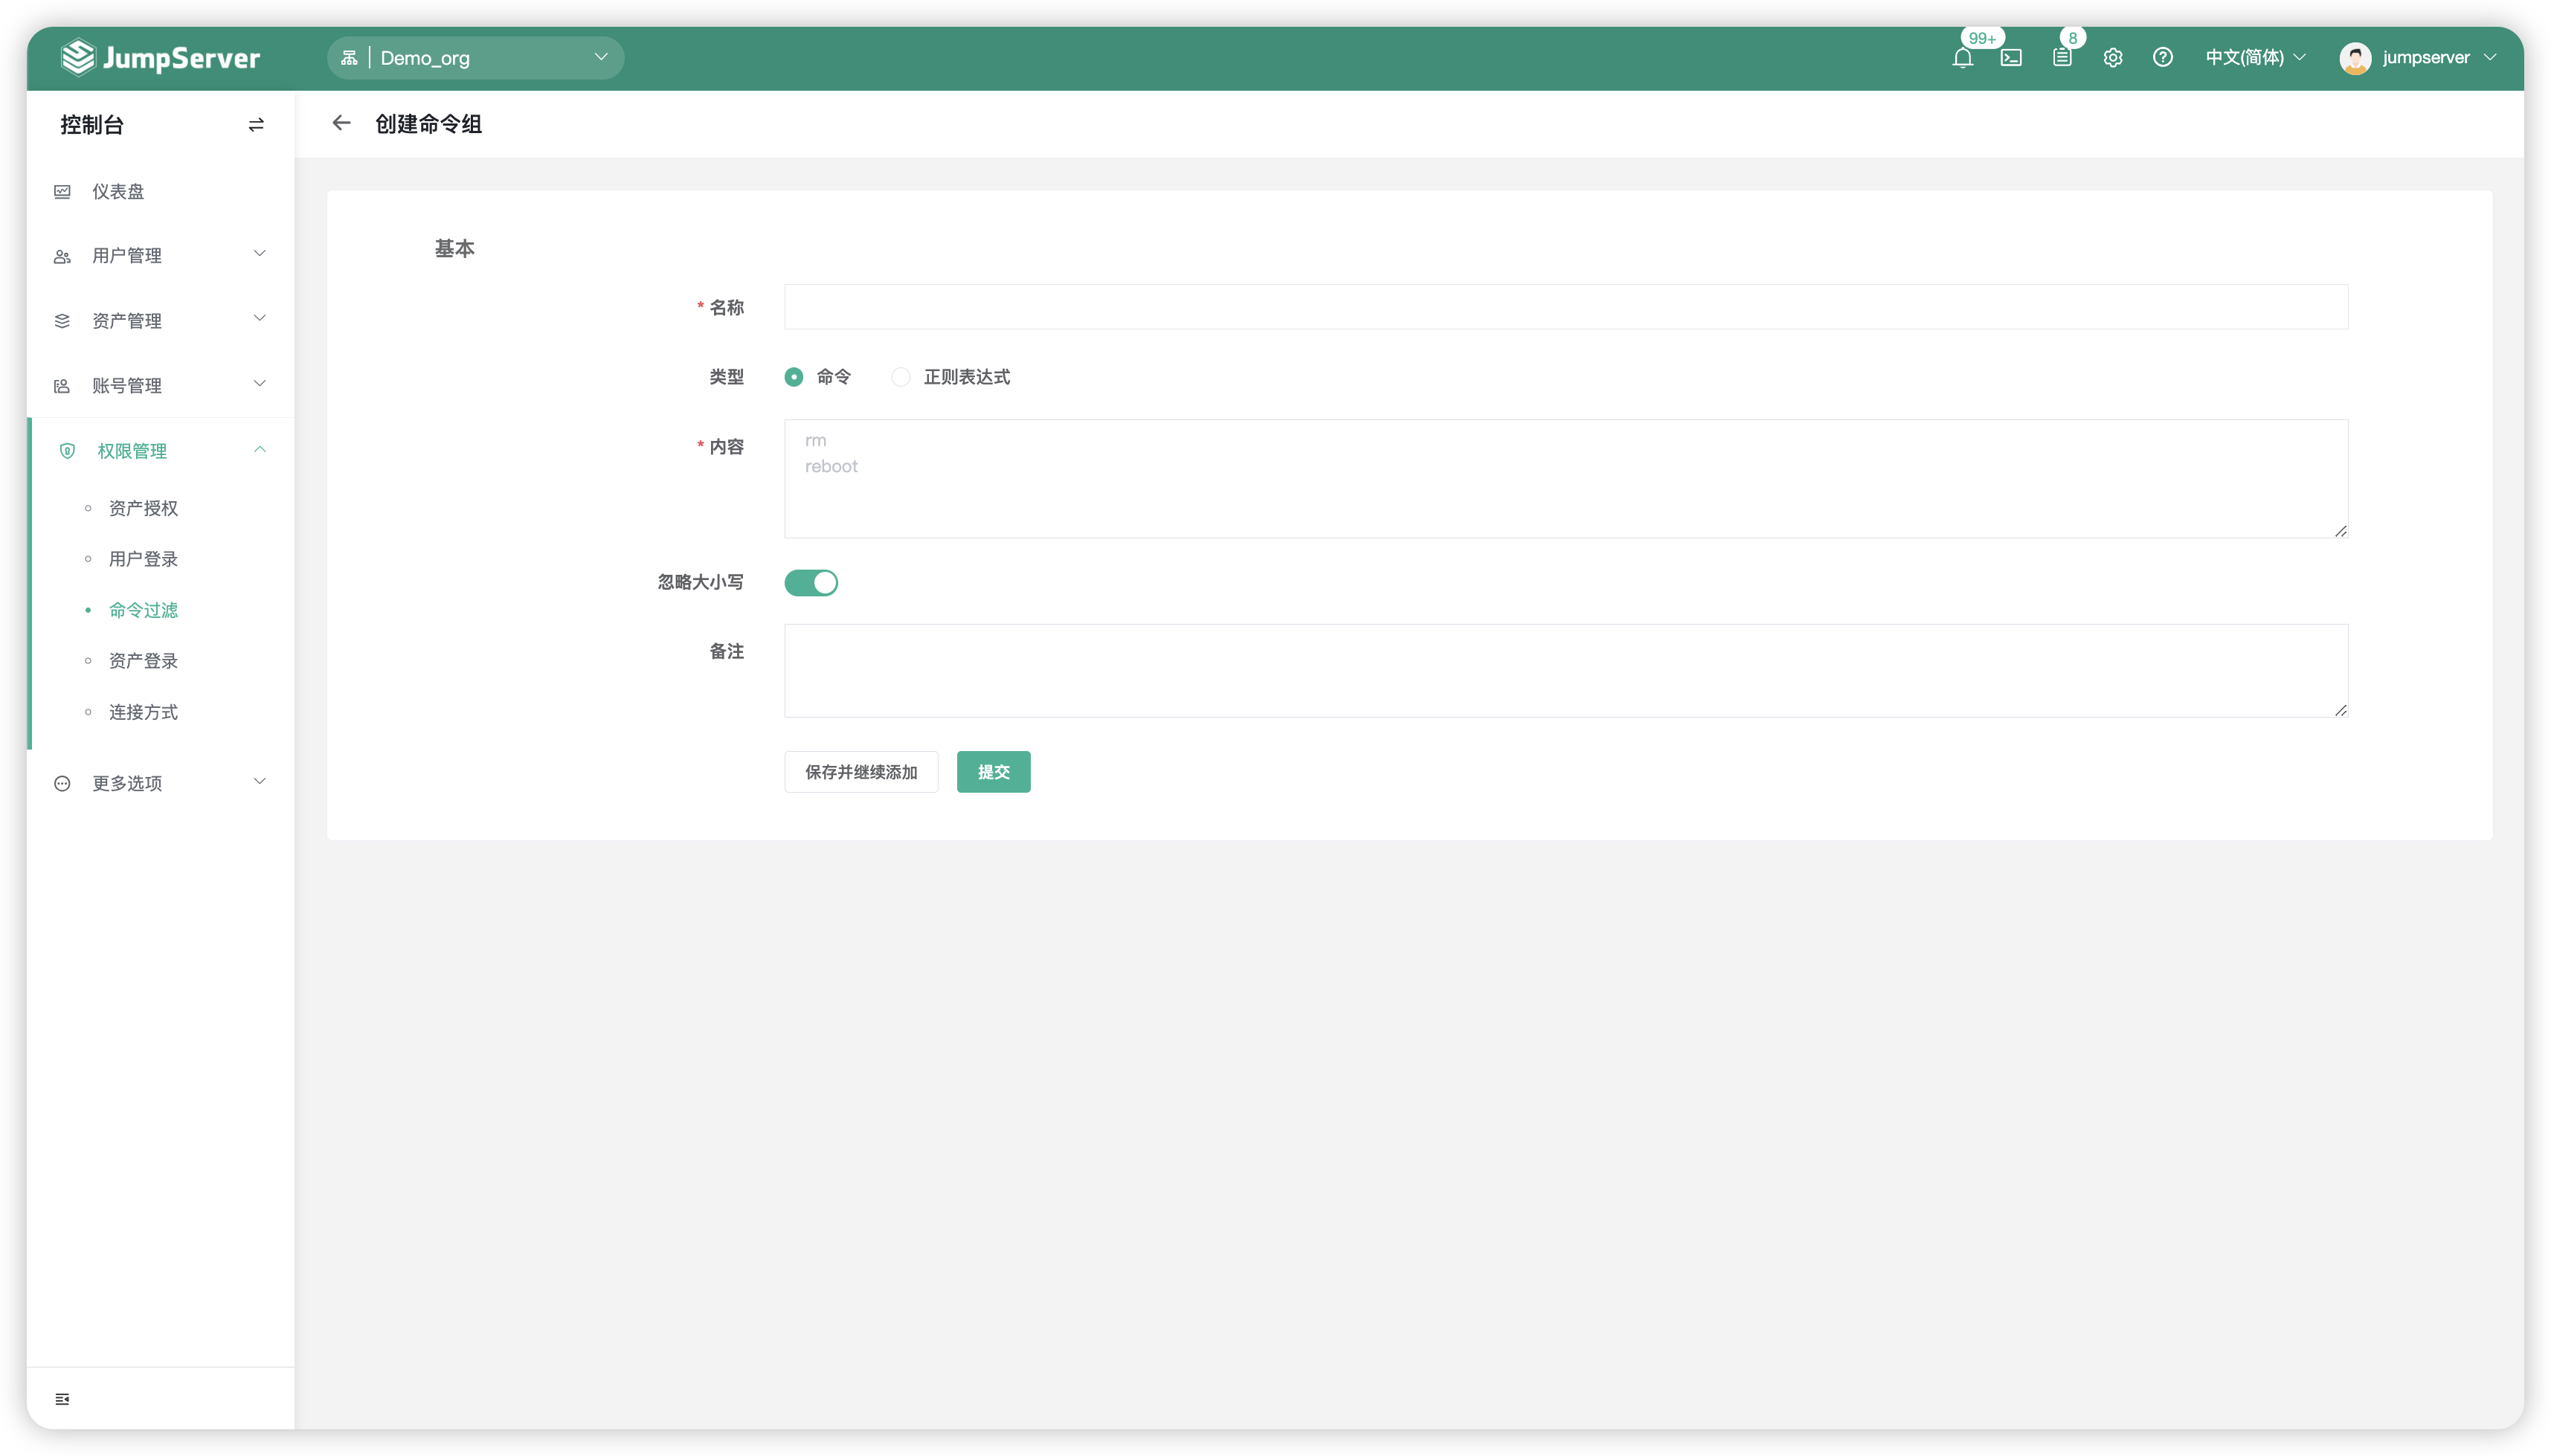 JumpServer
Demo_org
99+
8
中文(简体)
jumpserver
控制台
创建命令组
仪表盘
用户管理
资产管理
账号管理
权限管理
资产授权
用户登录
命令过滤
资产登录
连接方式
更多选项
基本
* 名称
类型
命令
正则表达式
* 内容
rm
reboot
忽略大小写
备注
保存并继续添加
提交